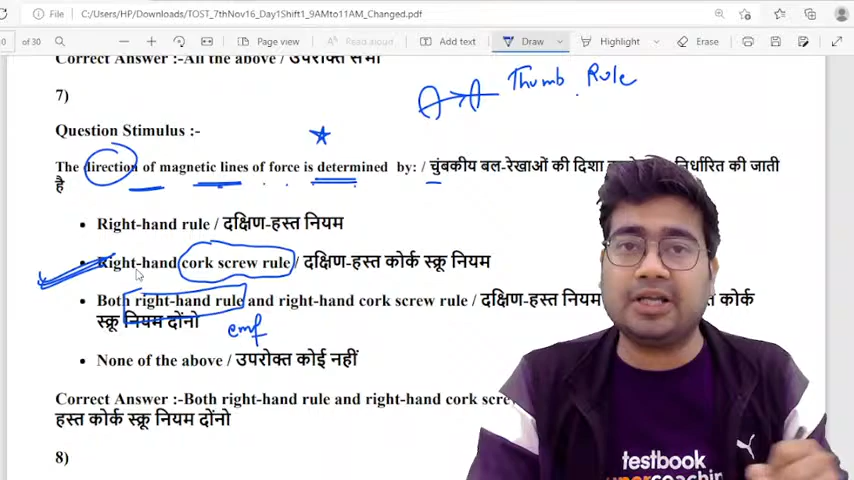 File | C:/Users/HP/Downloads/TOST_7thNov16_Day1Shift1_9AMto11AM_Changed.pdf
of 30 Page view Read aloud Add text Draw Highlight Erase
Correct Answer :-All the above / उपरोक्त सभी
Thumb Rule
7)
Question Stimulus :-
The direction of magnetic lines of force is determined by: / चुंबकीय बल-रेखाओं की दिशा निर्धारित की जाती
है
Right-hand rule / दक्षिण-हस्त नियम
Right-hand cork screw rule / दक्षिण-हस्त कोर्क स्क्रू नियम
Both right-hand rule and right-hand cork screw rule / दक्षिण-हस्त नियम कोर्क
स्क्रू नियम दोंनो
emf
None of the above / उपरोक्त कोई नहीं
Correct Answer :-Both right-hand rule and right-hand cork
हस्त कोर्क स्क्रू नियम दोंनो
8)
testbook